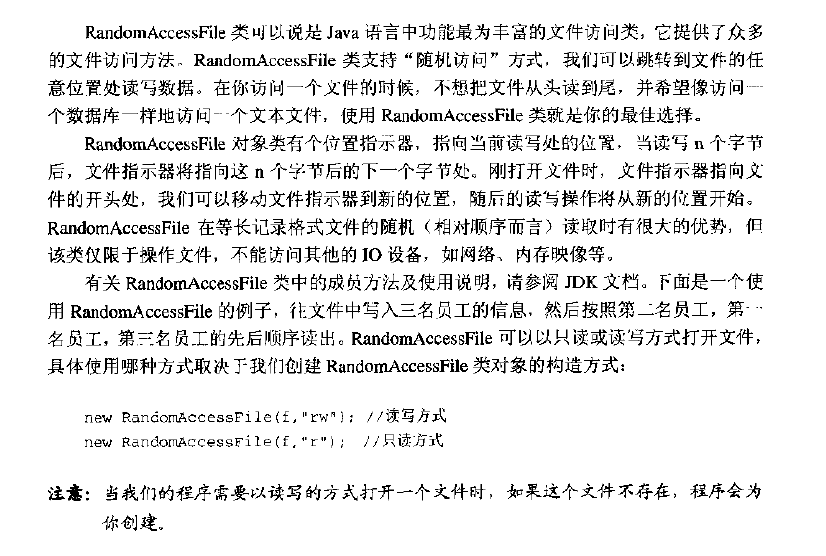 RandomAccessFile 类可以说是 Java 语言中功能最为丰富的文件访问类，它提供了众多
的文件访问方法。RandomAccessFile 类支持“随机访问”方式，我们可以跳转到文件的任
意位置处读写数据。在你访问一个文件的时候，不想把文件从头读到尾，并希望像访问一
个数据库一样地访问一个文本文件，使用 RandomAccessFile 类就是你的最佳选择。
RandomAccessFile 对象类有个位置指示器，指向当前读写处的位置，当读写 n 个字节
后，文件指示器将指向这 n 个字节后的下一个字节处。刚打开文件时，文件指示器指向文
件的开头处，我们可以移动文件指示器到新的位置，随后的读写操作将从新的位置开始。
RandomAccessFile 在等长记录格式文件的随机（相对顺序而言）读取时有很大的优势，但
该类仅限于操作文件，不能访问其他的 IO 设备，如网络、内存映像等。
有关 RandomAccessFile 类中的成员方法及使用说明，请参阅 JDK 文档。下面是一个使
用 RandomAccessFile 的例子，往文件中写入三名员工的信息，然后按照第二名员工，第一
名员工，第三名员工的先后顺序读出。RandomAccessFile 可以以只读或读写方式打开文件，
具体使用哪种方式取决于我们创建 RandomAccessFile 类对象的构造方式：
new RandomAccessFile(f,"rw"); //读写方式
new RandomAccessFile(f,"r"); //只读方式
注意：当我们的程序需要以读写的方式打开一个文件时，如果这个文件不存在，程序会为
你创建。